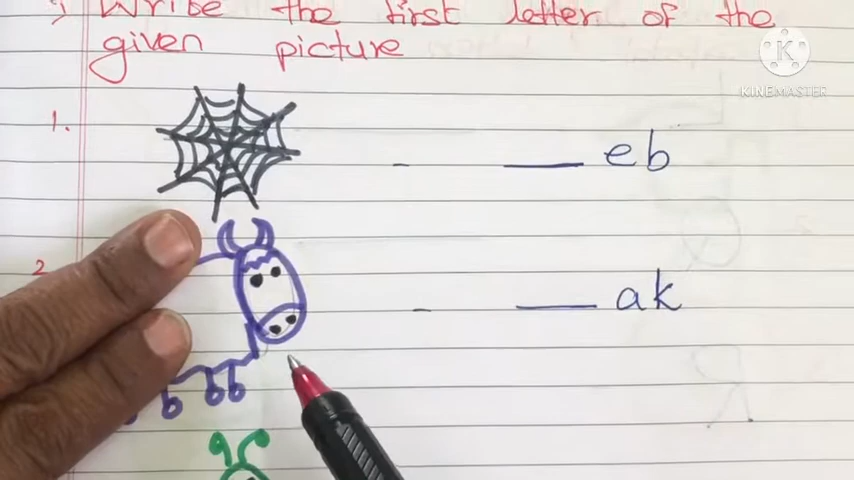 ) Write the first letter of the
given picture
KINEMASTER
1. - __ eb
2 - __ ak